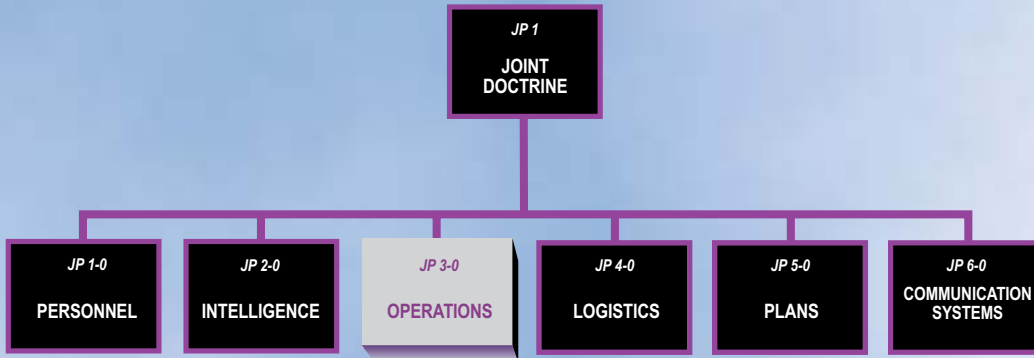 JP 1
JOINT
DOCTRINE
JP 1-0
PERSONNEL
JP 2-0
INTELLIGENCE
JP 3-0
OPERATIONS
JP 4-0
LOGISTICS
JP 5-0
PLANS
JP 6-0
COMMUNICATION
SYSTEMS